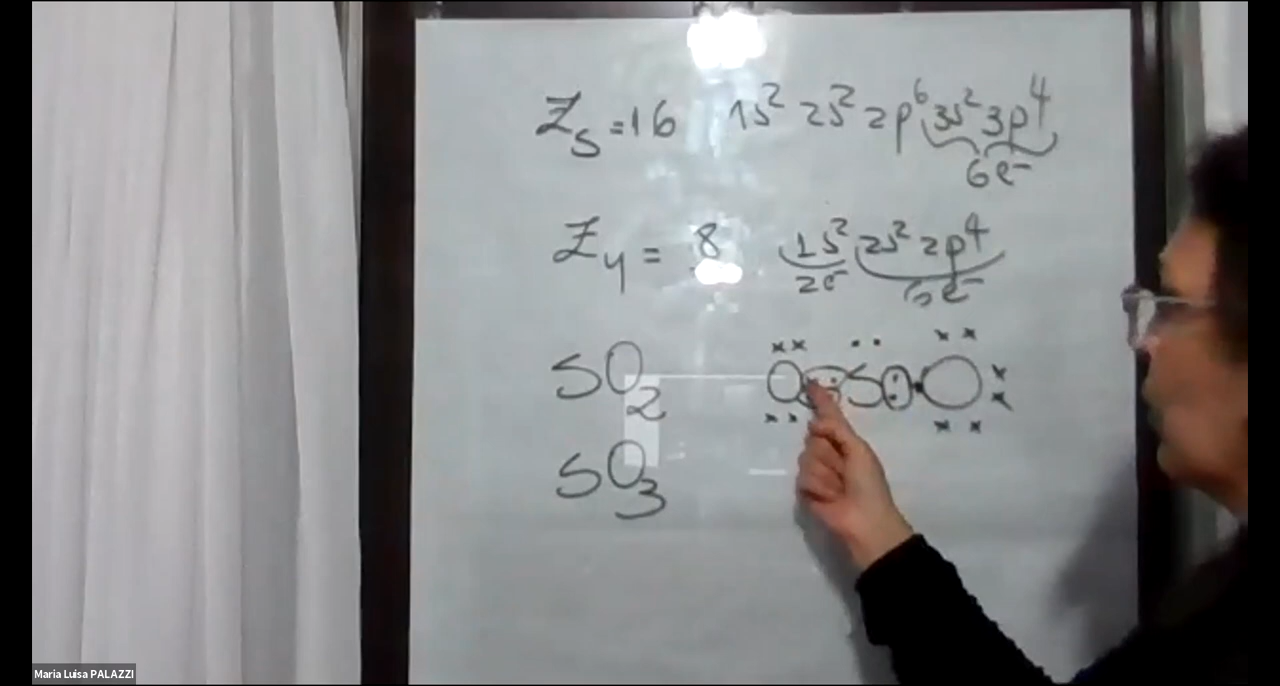 Z_S = 16 1s² 2s² 2p⁶ 3s² 3p⁴
6e⁻
Z_y = 8 1s² 2s² 2p⁴
2e⁻ 6e⁻
SO₂ O S O
SO₃
Maria Luisa PALAZZI